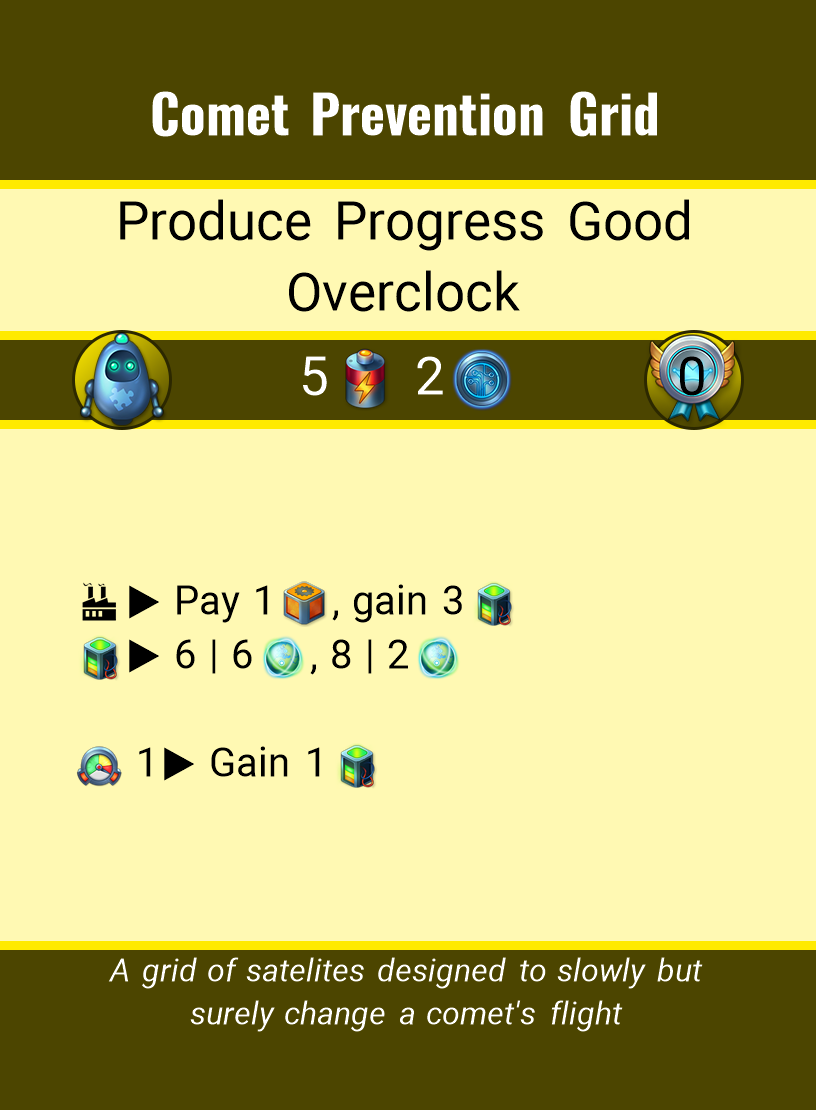 Comet Prevention Grid
Produce Progress Good
Overclock
5 2 0
▶ Pay 1 , gain 3
▶ 6 | 6 , 8 | 2
1▶ Gain 1
A grid of satelites designed to slowly but
surely change a comet's flight